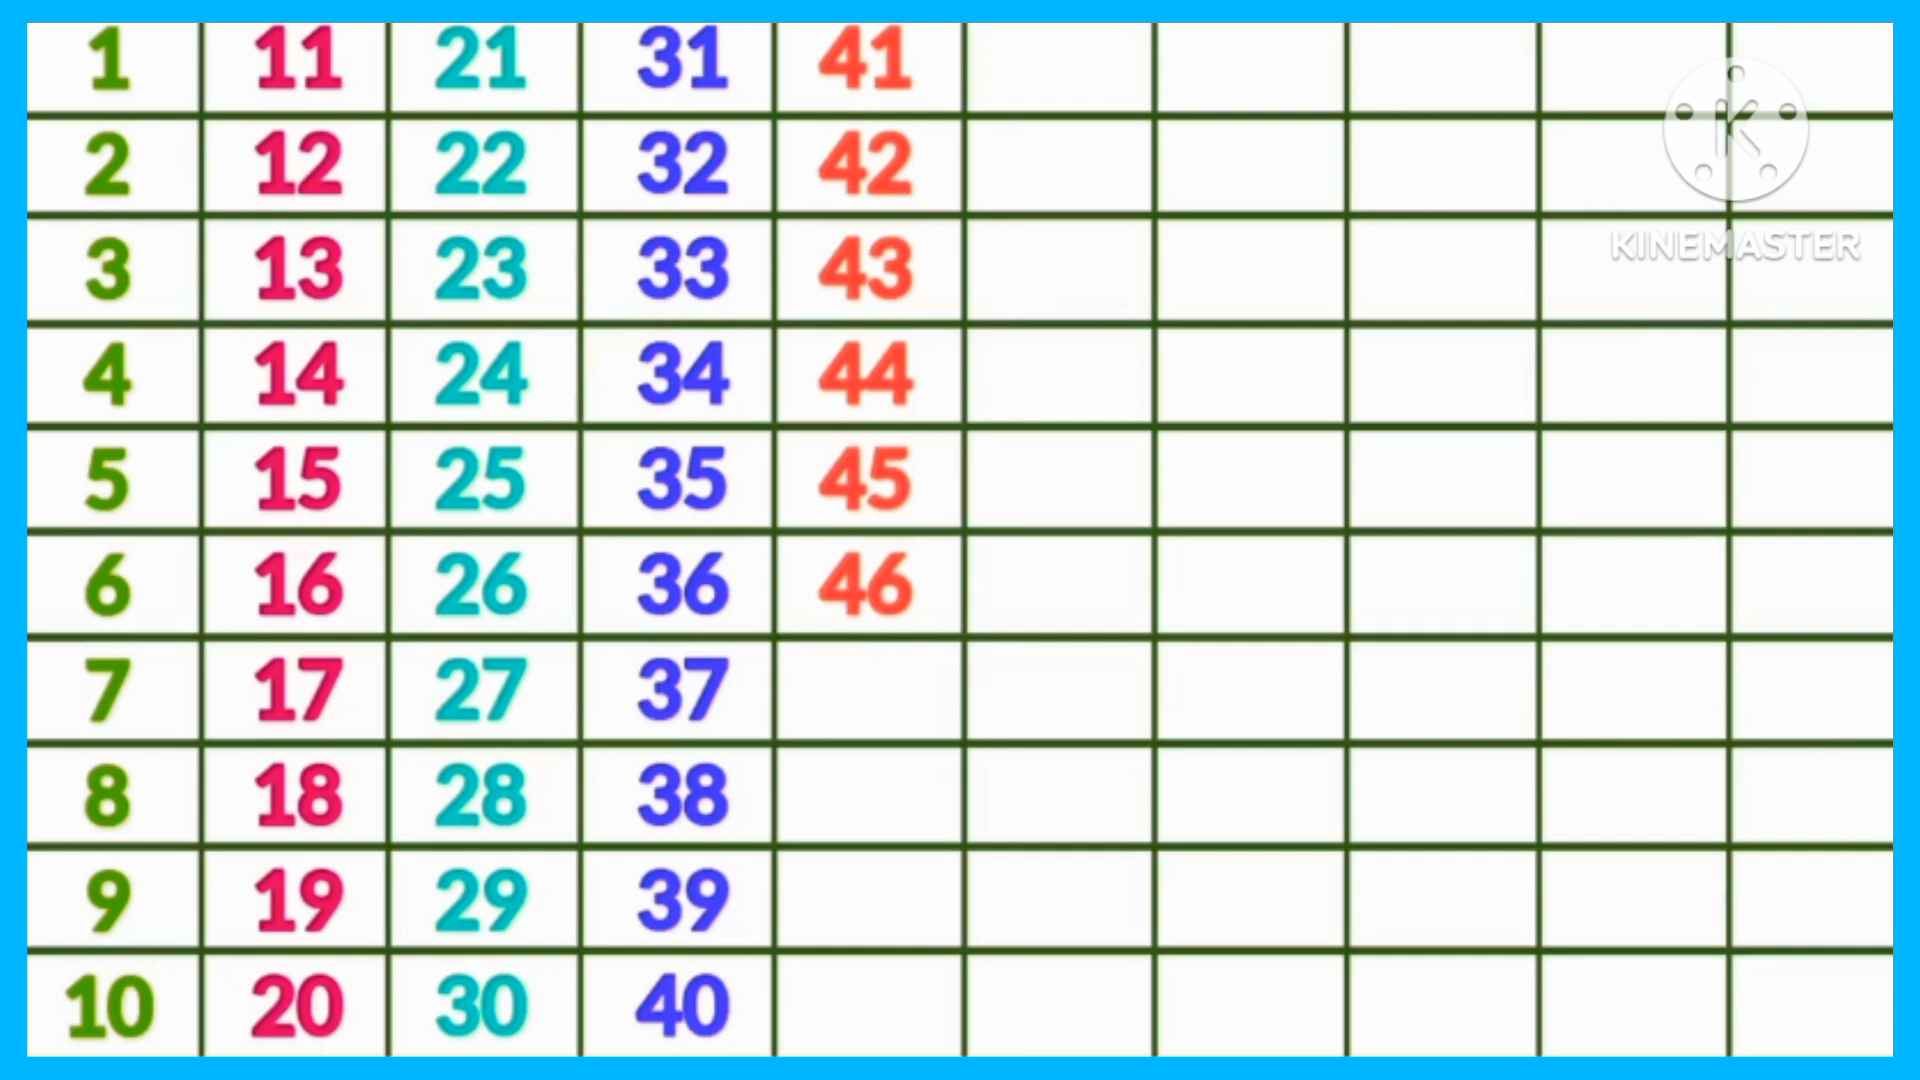 1 11 21 31 41
2 12 22 32 42
3 13 23 33 43
4 14 24 34 44
5 15 25 35 45
6 16 26 36 46
7 17 27 37
8 18 28 38
9 19 29 39
10 20 30 40
K
KINEMASTER